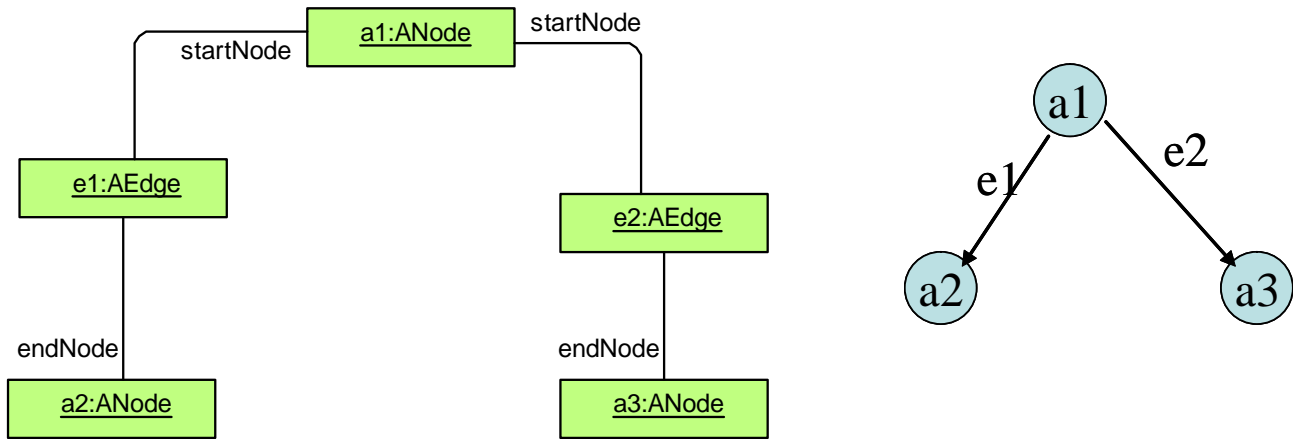 a1:ANode
startNode
startNode
e1:AEdge
e2:AEdge
endNode
endNode
a2:ANode
a3:ANode
a1
e1
e2
a2
a3